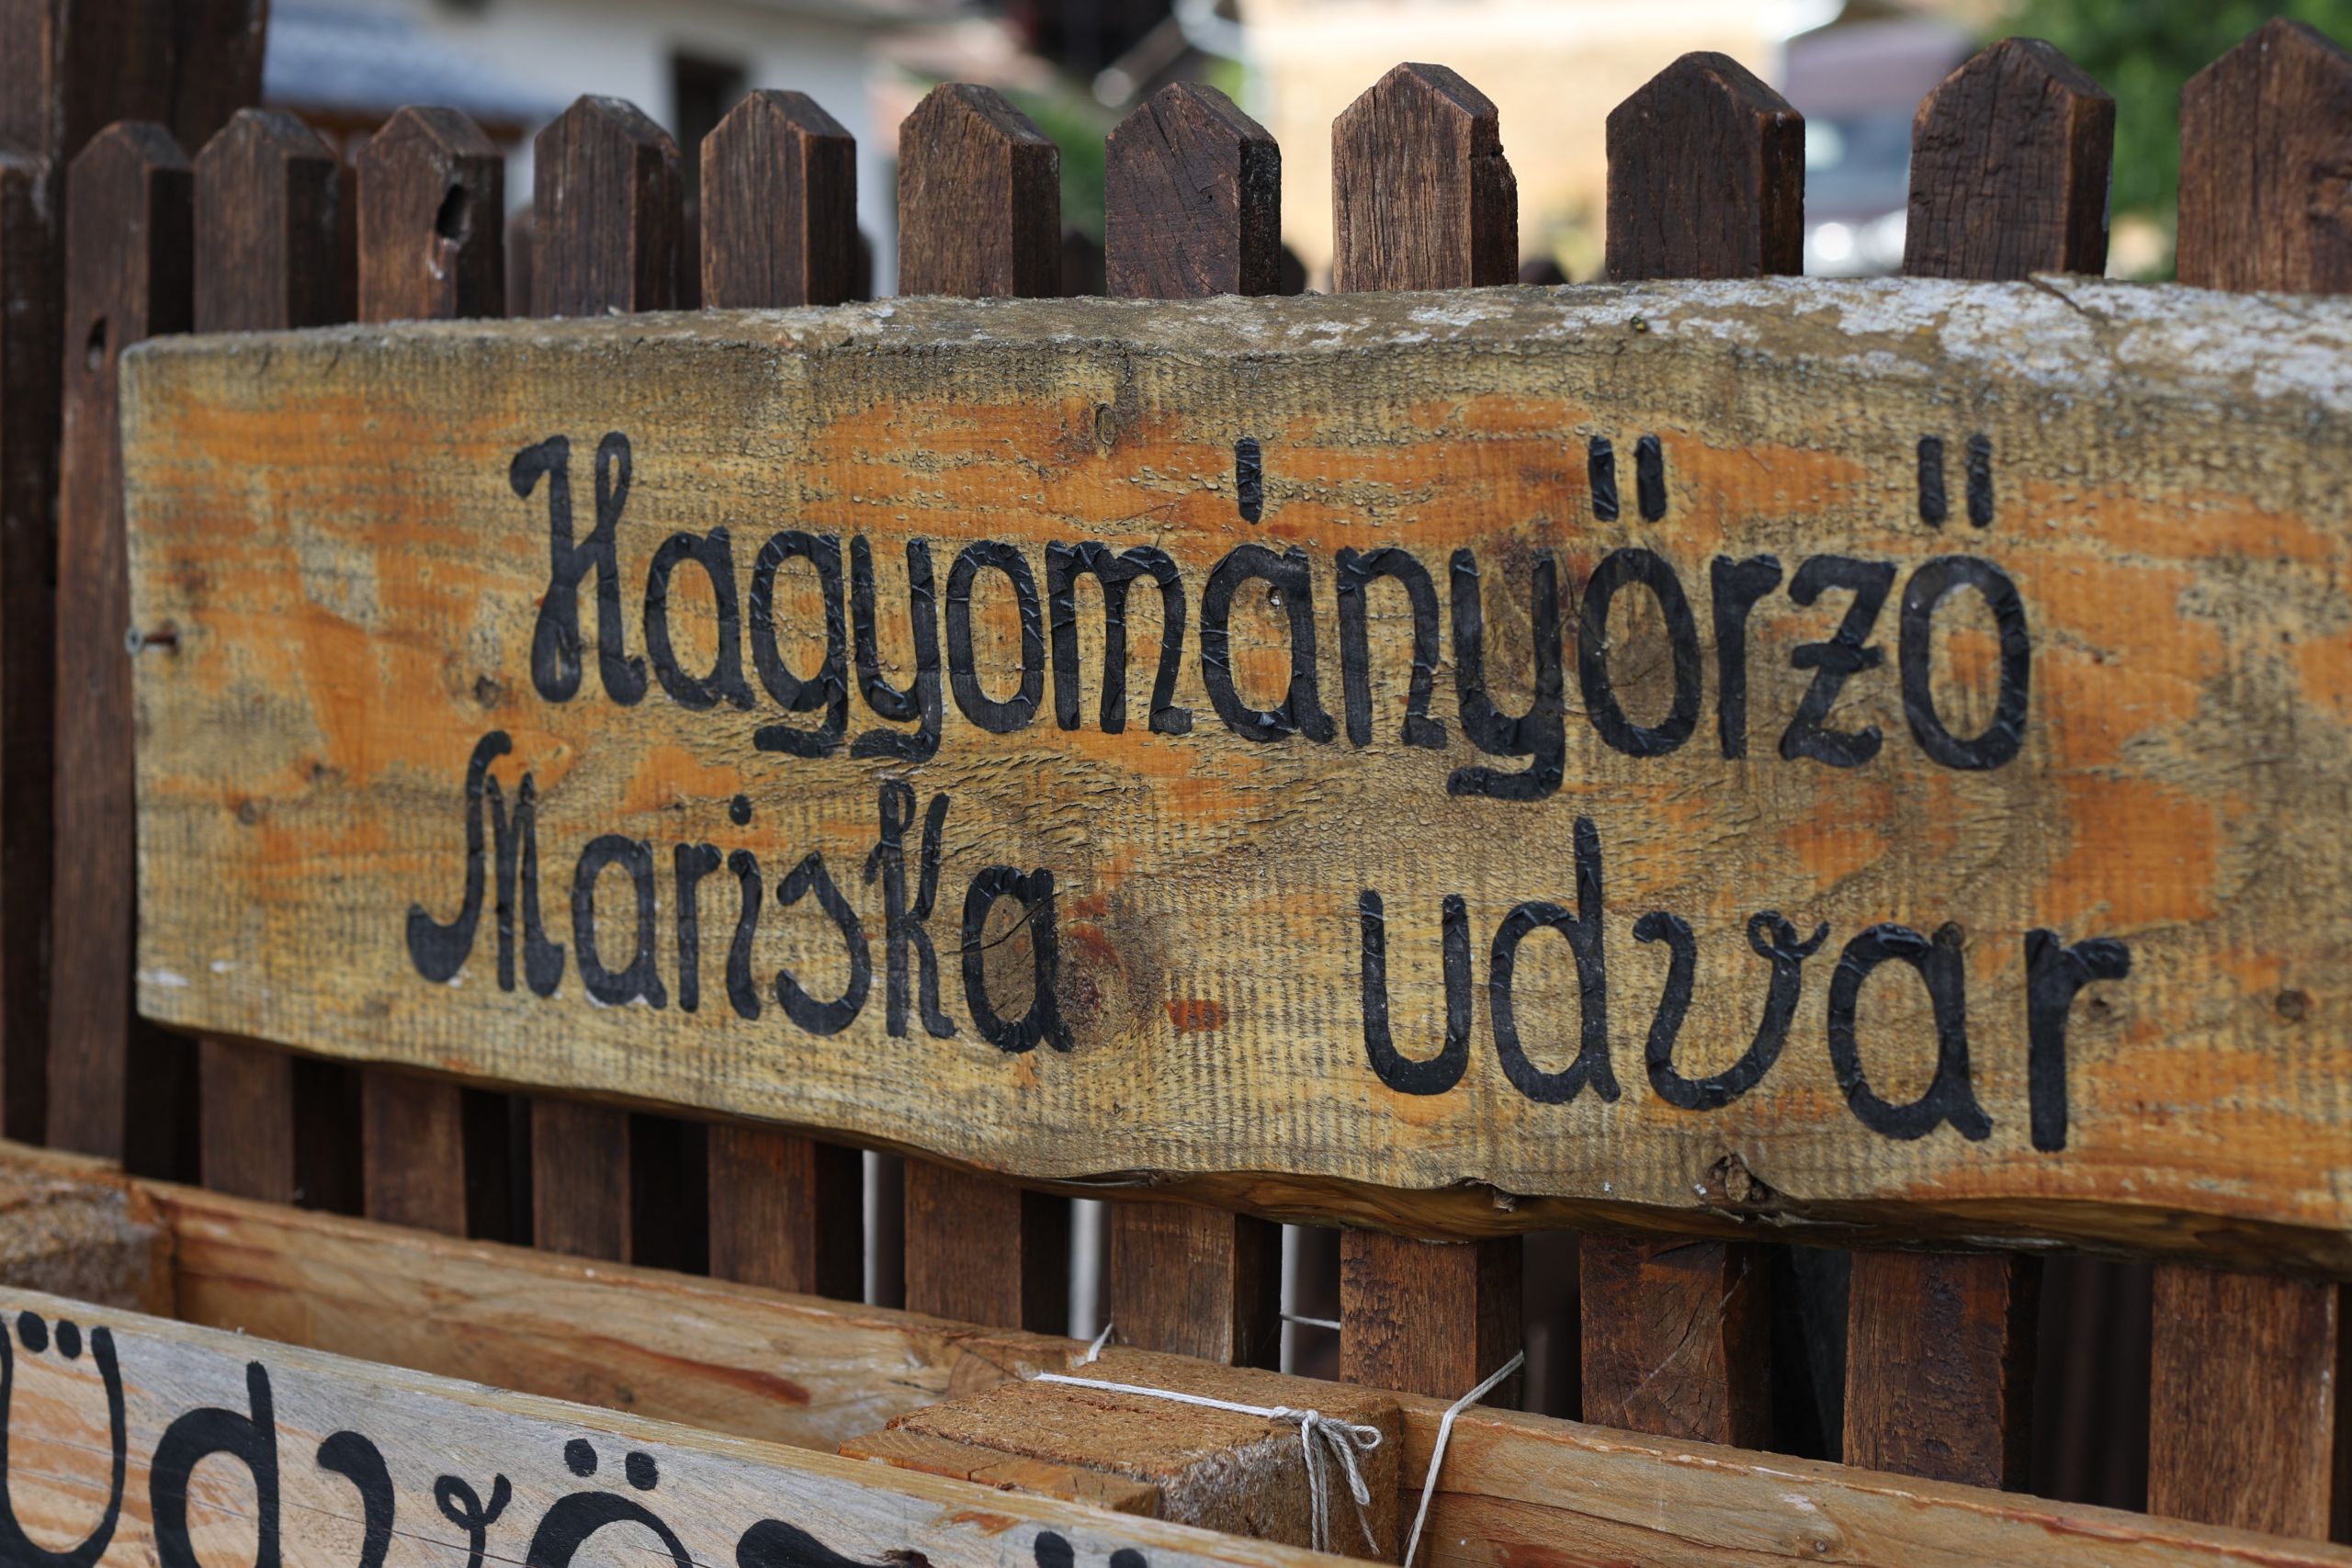 Hagyományőrző
Mariska udvar